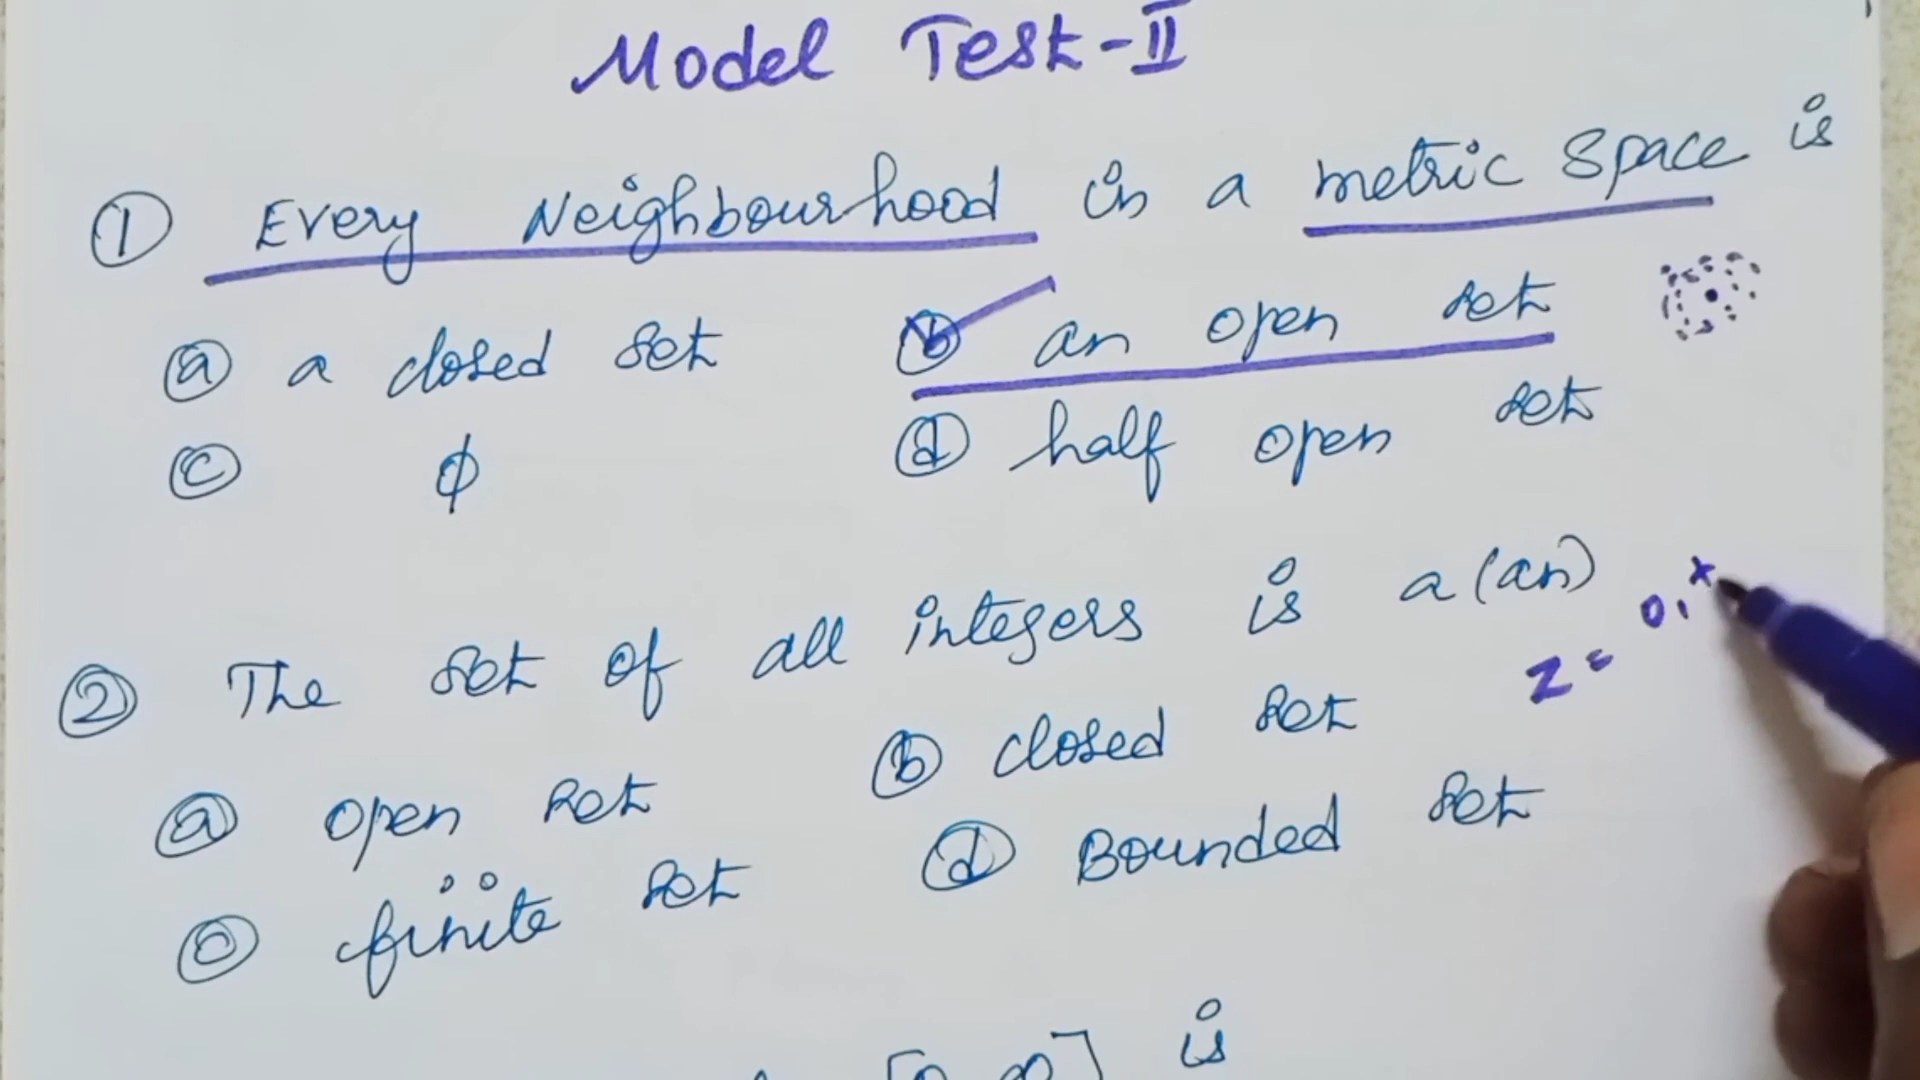 Model Test-II
① Every Neighbourhood in a metric space is
ⓐ a closed set ⓑ an open set
ⓒ ϕ ⓓ half open set
② The set of all integers is a (an)
Z = 0, ±
ⓐ open set ⓑ closed set
ⓒ finite set ⓓ Bounded set
is